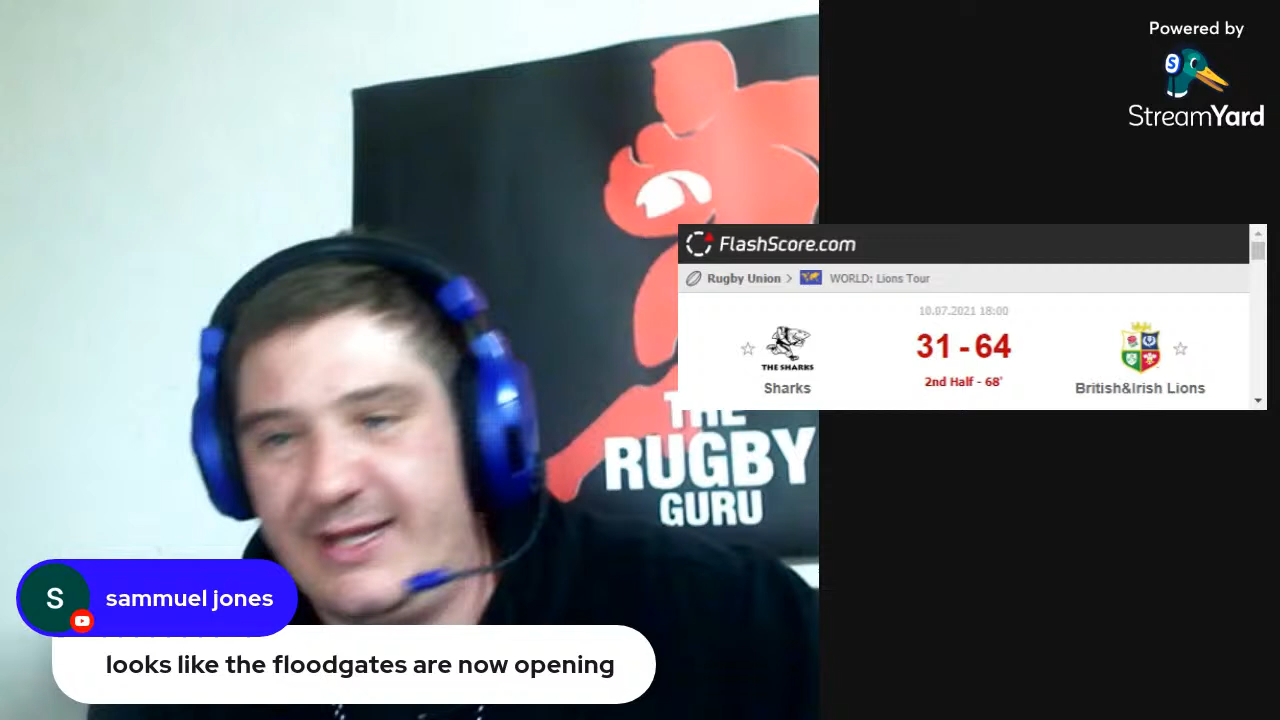 Powered by
S
StreamYard
FlashScore.com
Rugby Union > WORLD: Lions Tour
10.07.2021 18:00
31 - 64
2nd Half - 68'
THE SHARKS
Sharks
British&Irish Lions
THE
RUGBY
GURU
S
sammuel jones
looks like the floodgates are now opening